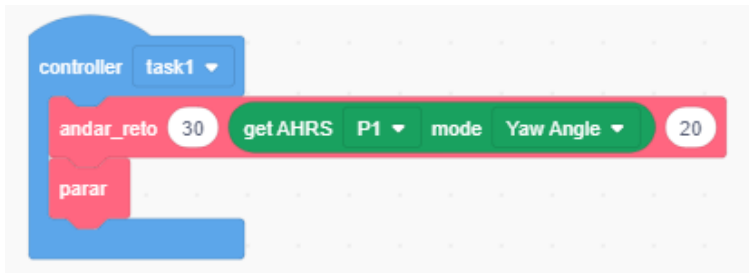 controller task1
andar_reto 30 get AHRS P1 mode Yaw Angle 20
parar